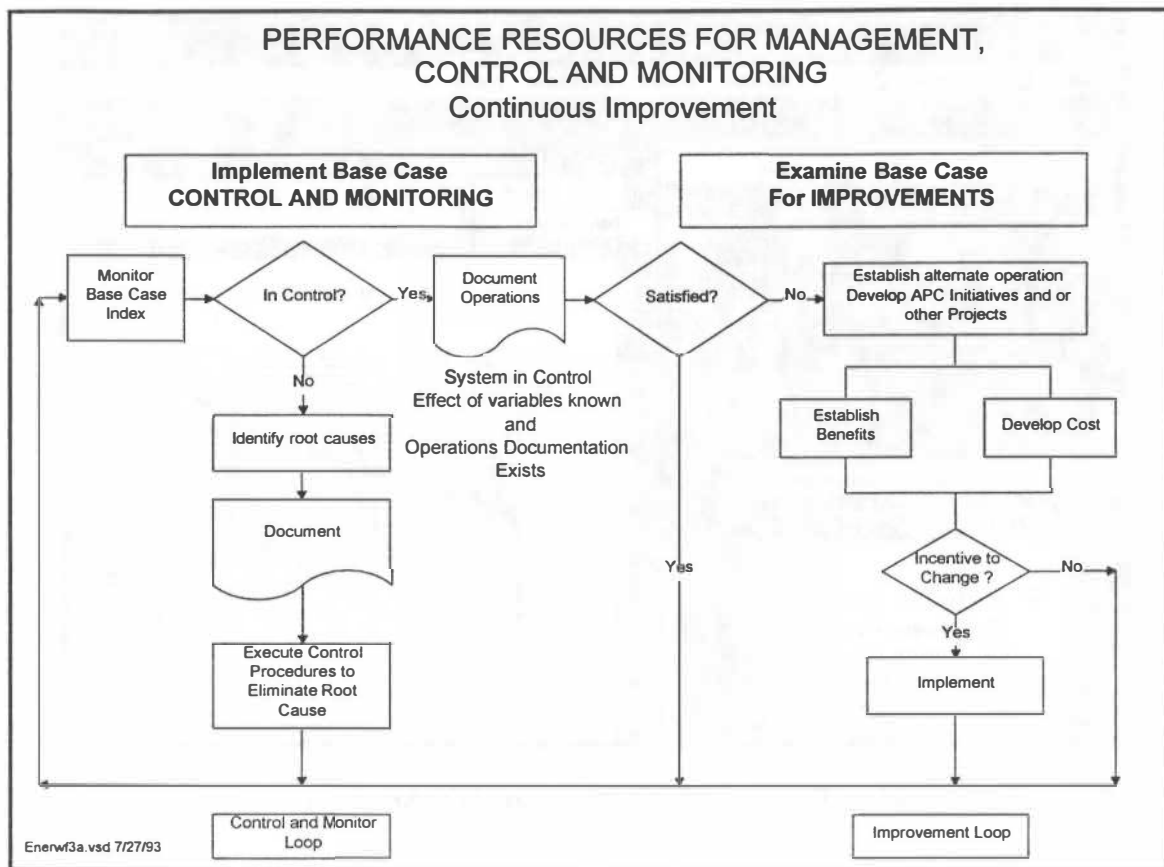 PERFORMANCE RESOURCES FOR MANAGEMENT,
CONTROL AND MONITORING
Continuous Improvement
Implement Base Case
CONTROL AND MONITORING
Examine Base Case
For IMPROVEMENTS
Monitor
Base Case
Index
In Control?
Yes
Document
Operations
Satisfied?
No
Establish alternate operation
Develop APC Initiatives and or
other Projects
No
System in Control
Effect of variables known
and
Operations Documentation
Exists
Identify root causes
Establish
Benefits
Develop Cost
Document
Yes
Incentive to
Change ?
No
Yes
Execute Control
Procedures to
Eliminate Root
Cause
Implement
Control and Monitor
Loop
Improvement Loop
Enerwf3a.vsd 7/27/93